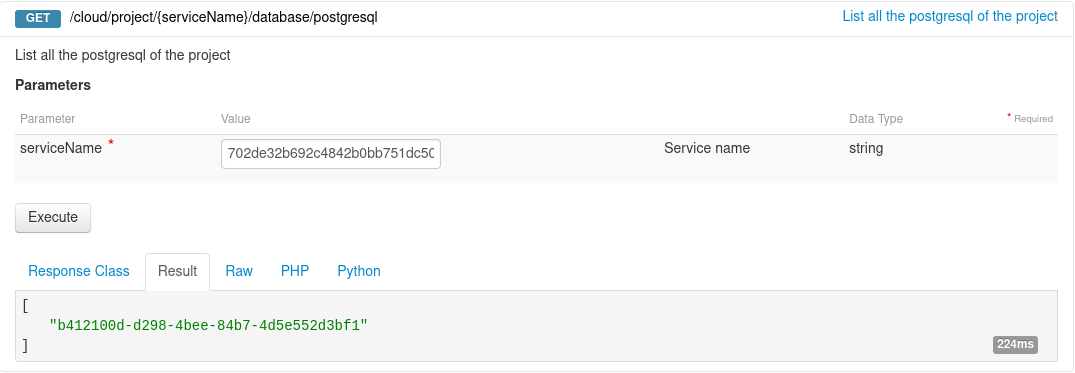 GET /cloud/project/{serviceName}/database/postgresql List all the postgresql of the project
List all the postgresql of the project
Parameters
Parameter Value Data Type * Required
serviceName * 702de32b692c4842b0bb751dc50 Service name string
Execute
Response Class Result Raw PHP Python
[
"b412100d-d298-4bee-84b7-4d5e552d3bf1"
]
224ms